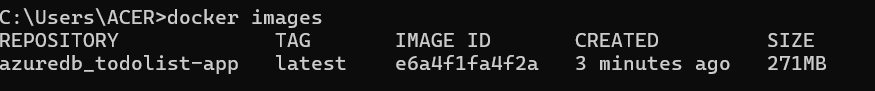 C:\Users\ACER>docker images
REPOSITORY TAG IMAGE ID CREATED SIZE
azuredb_todolist-app latest e6a4f1fa4f2a 3 minutes ago 271MB